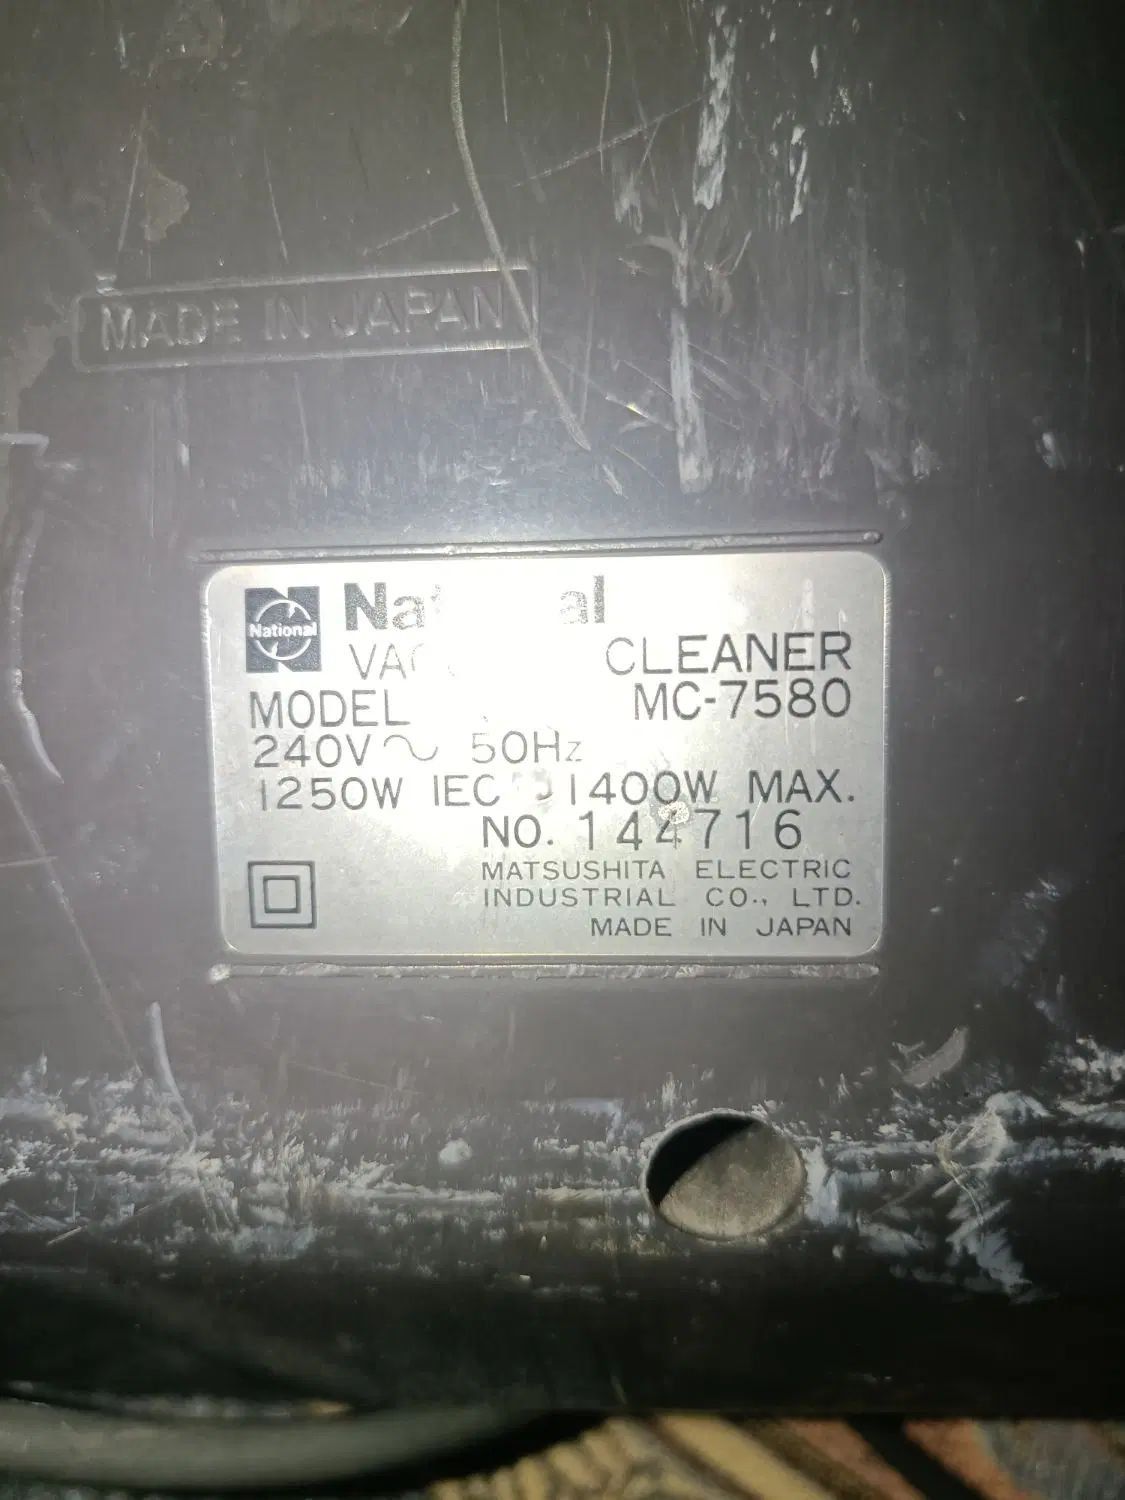 MADE IN JAPAN
National
CLEANER
MODEL MC-7580
240V~ 50Hz
1250W IEC 1400W MAX.
NO. 144716
MATSUSHITA ELECTRIC
INDUSTRIAL CO., LTD.
MADE IN JAPAN